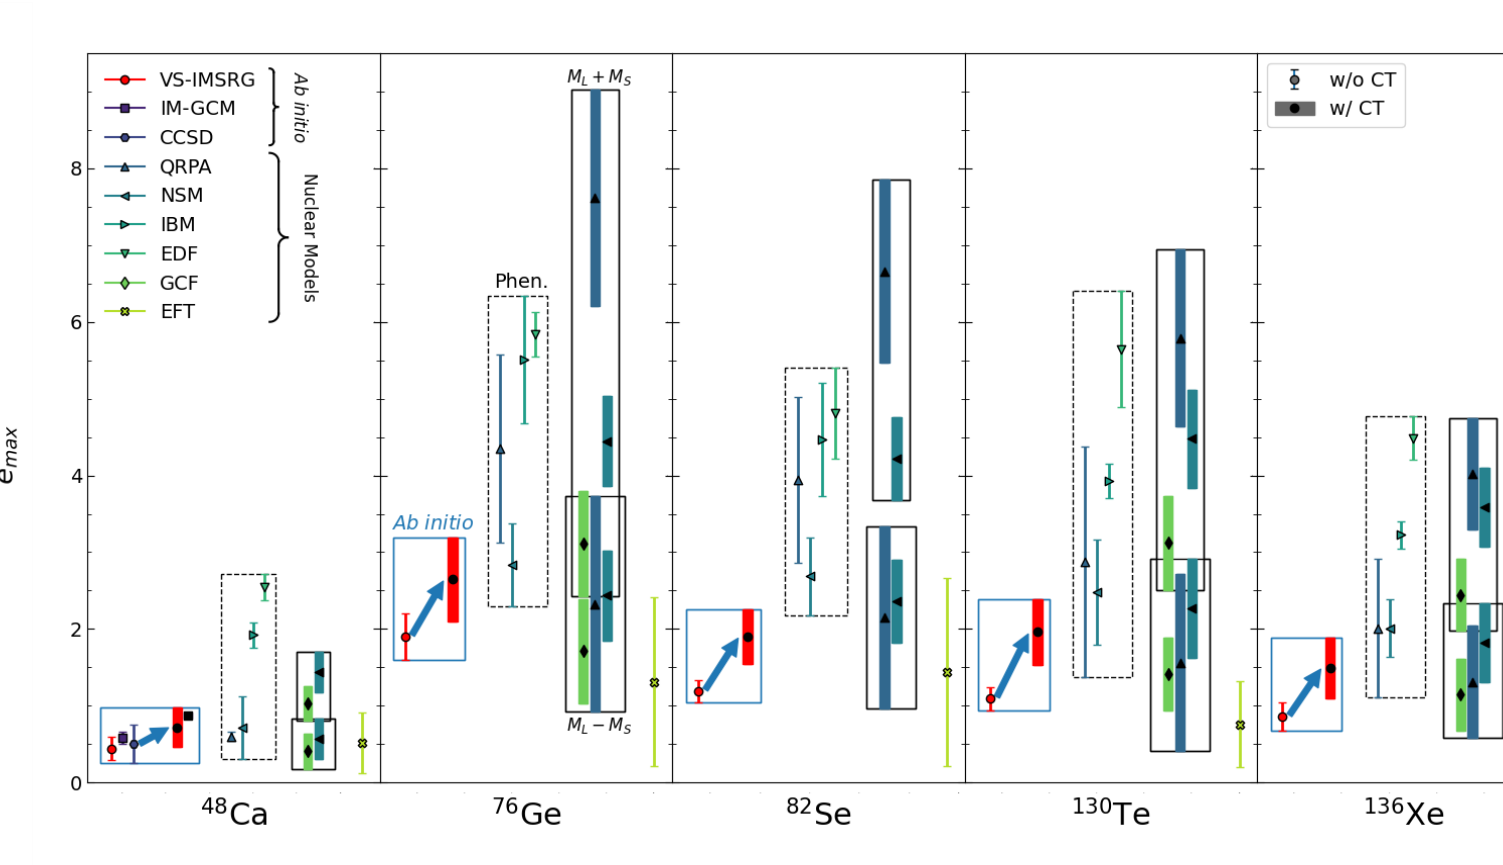 VS-IMSRG
IM-GCM
CCSD
QRPA
NSM
IBM
EDF
GCF
EFT
Ab initio
Nuclear Models
M_L + M_S
w/o CT
w/ CT
8
6
4
2
0
e_max
Phen.
Ab initio
M_L − M_S
⁴⁸Ca
⁷⁶Ge
⁸²Se
¹³⁰Te
¹³⁶Xe